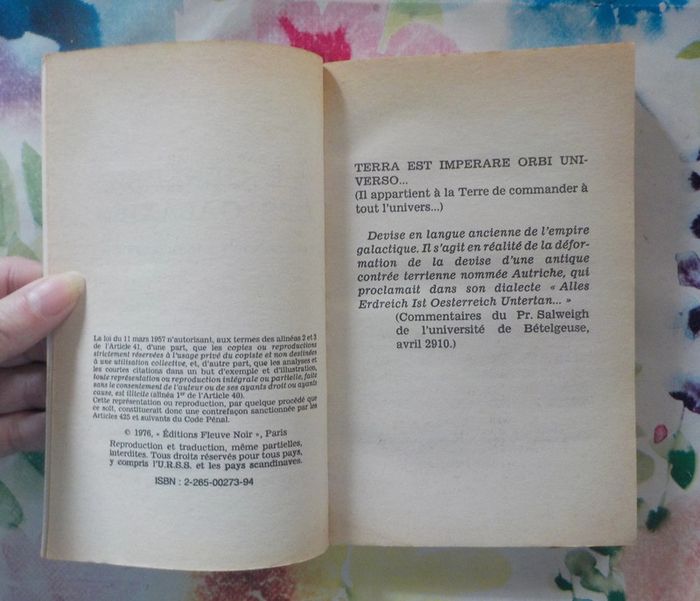 La loi du 11 mars 1957 n'autorisant, aux termes des alinéas 2 et 3
de l'Article 41, d'une part, que les copies ou reproductions
strictement réservées à l'usage privé du copiste et non destinées
à une utilisation collective, et, d'autre part, que les analyses et
les courtes citations dans un but d'exemple et d'illustration,
toute représentation ou reproduction intégrale ou partielle, faite
sans le consentement de l'auteur ou de ses ayants droit ou ayants
cause, est illicite (alinéa 1er de l'Article 40).
Cette représentation ou reproduction, par quelque procédé que
ce soit, constituerait donc une contrefaçon sanctionnée par les
Articles 425 et suivants du Code Pénal.
© 1976, « Éditions Fleuve Noir », Paris
Reproduction et traduction, même partielles,
interdites. Tous droits réservés pour tous pays,
y compris l'U.R.S.S. et les pays scandinaves.
ISBN : 2-265-00273-94
TERRA EST IMPERARE ORBI UNI-
VERSO...
(Il appartient à la Terre de commander à
tout l'univers...)
Devise en langue ancienne de l'empire
galactique. Il s'agit en réalité de la défor-
mation de la devise d'une antique
contrée terrienne nommée Autriche, qui
proclamait dans son dialecte « Alles
Erdreich Ist Oesterreich Untertan... »
(Commentaires du Pr. Salweigh
de l'université de Bételgeuse,
avril 2910.)